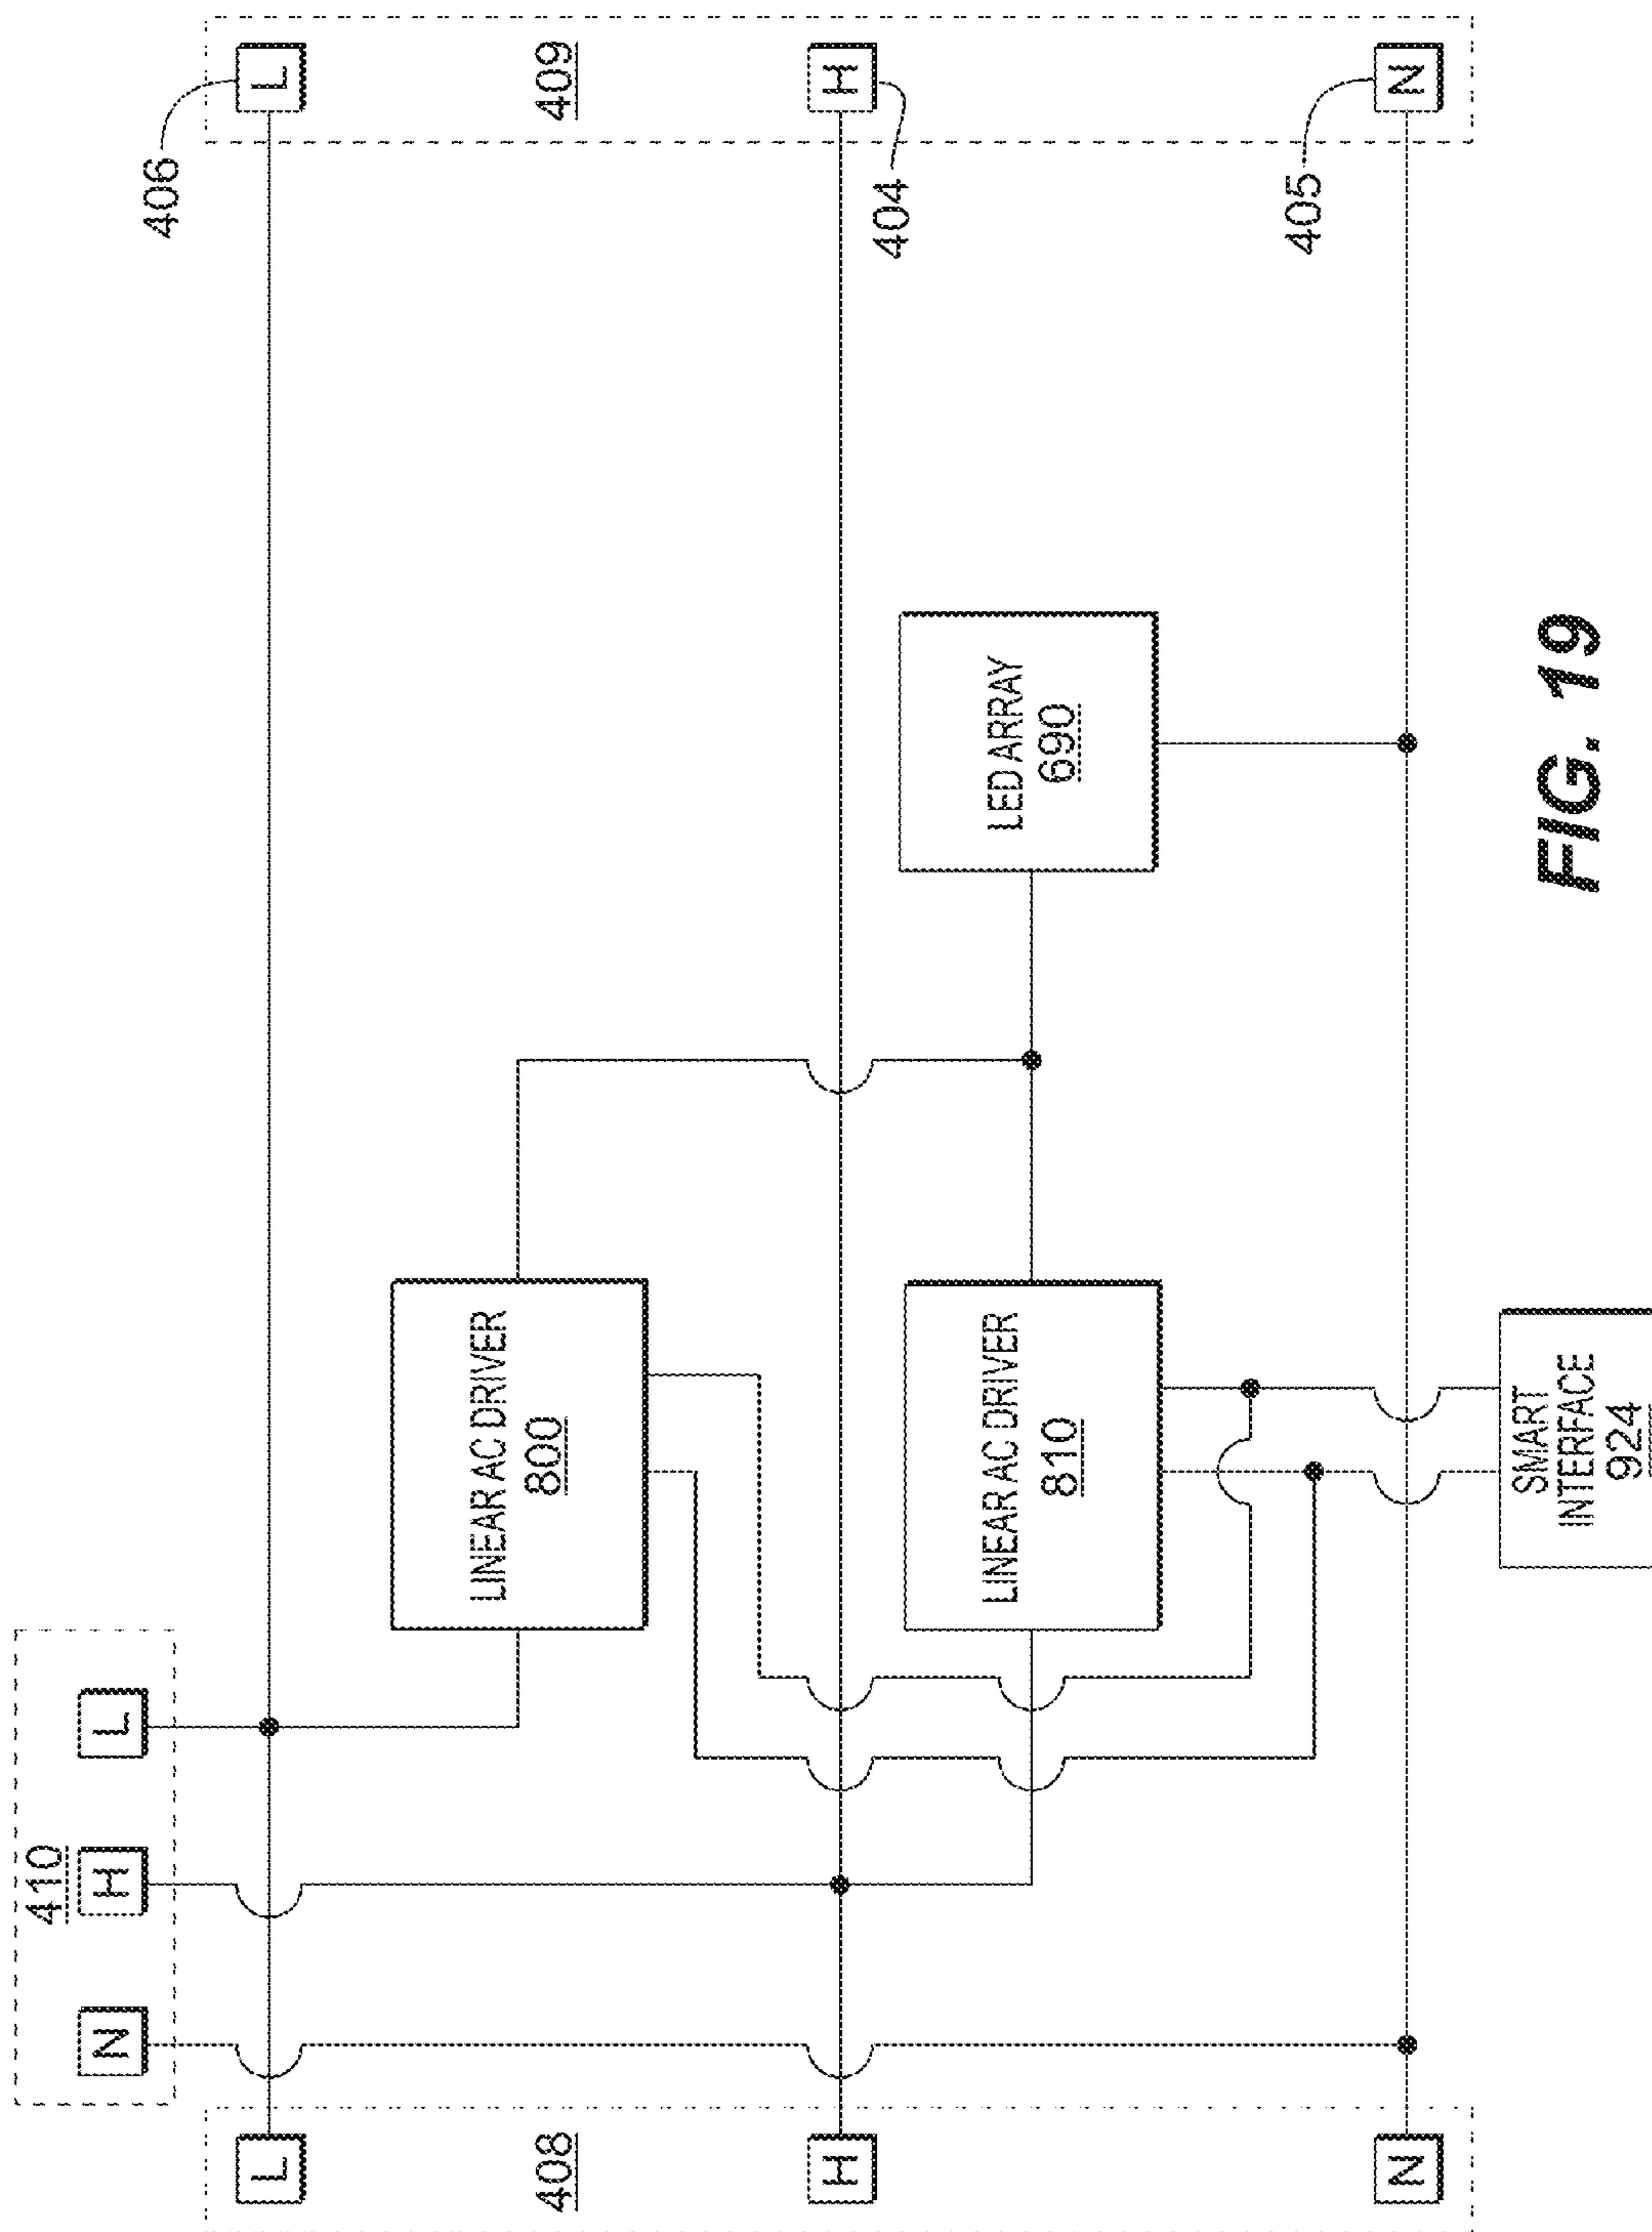 410
N
H
L
L
406
408
409
L
LINEAR AC DRIVER
800
H
H
404
LINEAR AC DRIVER
810
LED ARRAY
690
N
N
405
SMART
INTERFACE
924
FIG. 19